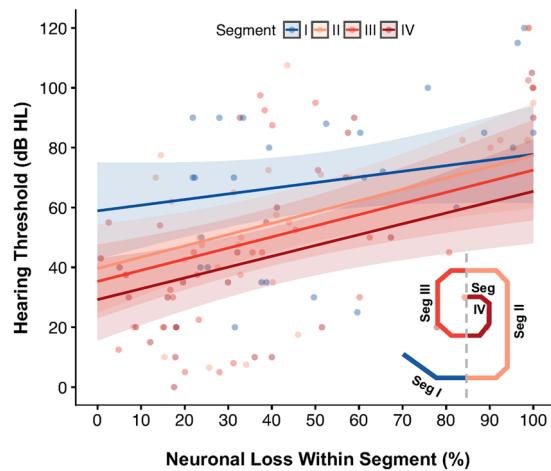 Segment I II III IV
Hearing Threshold (dB HL)
120
100
80
60
40
20
0
Seg III
Seg
IV
Seg II
Seg I
0 10 20 30 40 50 60 70 80 90 100
Neuronal Loss Within Segment (%)